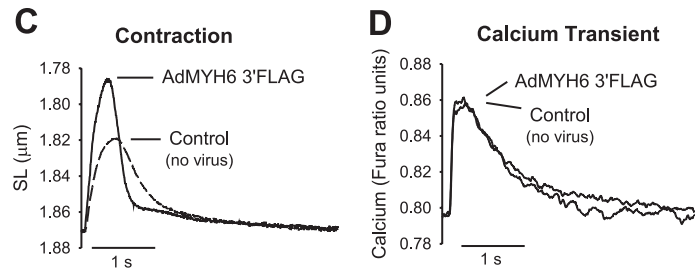 C
Contraction
1.78
1.80
1.82
1.84
1.86
1.88
SL (μm)
AdMYH6 3'FLAG
Control
(no virus)
1 s
D
Calcium Transient
0.88
0.86
0.84
0.82
0.80
0.78
Calcium (Fura ratio units)
AdMYH6 3'FLAG
Control
(no virus)
1 s